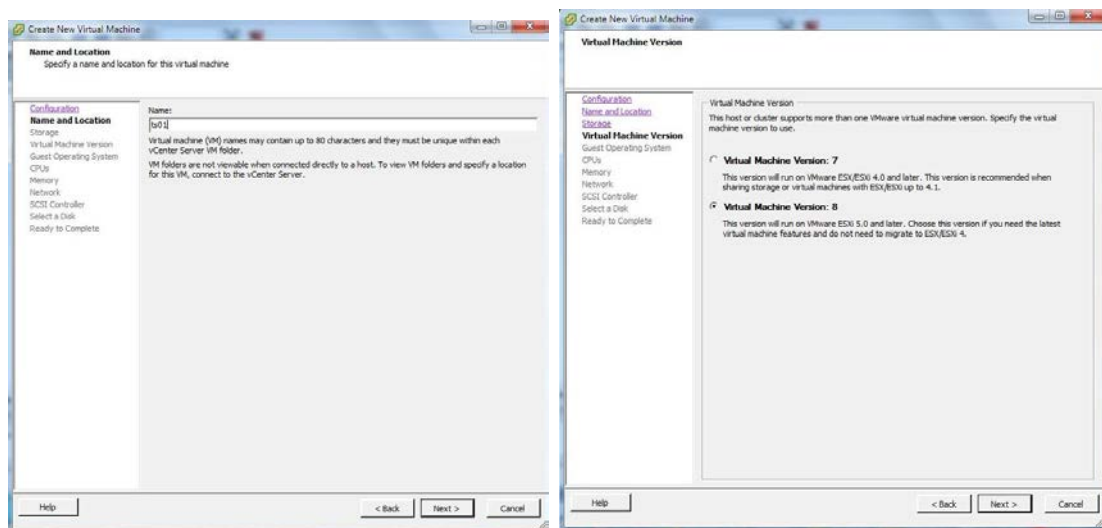 Create New Virtual Machine
Name and Location
Specify a name and location for this virtual machine
Configuration
Name and Location
Storage
Virtual Machine Version
Guest Operating System
CPUs
Memory
Network
SCSI Controller
Select a Disk
Ready to Complete
Name:
Virtual machine (VM) names may contain up to 80 characters and they must be unique within each
vCenter Server VM folder.
VM folders are not viewable when connected directly to a host. To view VM folders and specify a location
for this VM, connect to the vCenter Server.
Help
< Back
Next >
Cancel
Create New Virtual Machine
Virtual Machine Version
Configuration
Name and Location
Storage
Virtual Machine Version
Guest Operating System
CPUs
Memory
Network
SCSI Controller
Select a Disk
Ready to Complete
Virtual Machine Version
This host or cluster supports more than one VMware virtual machine version. Specify the virtual
machine version to use.
Virtual Machine Version: 7
This version will run on VMware ESX/ESXi 4.0 and later. This version is recommended when
sharing storage or virtual machines with ESX/ESXi up to 4.1.
Virtual Machine Version: 8
This version will run on VMware ESXi 5.0 and later. Choose this version if you need the latest
virtual machine features and do not need to migrate to ESX/ESXi 4.
Help
< Back
Next >
Cancel